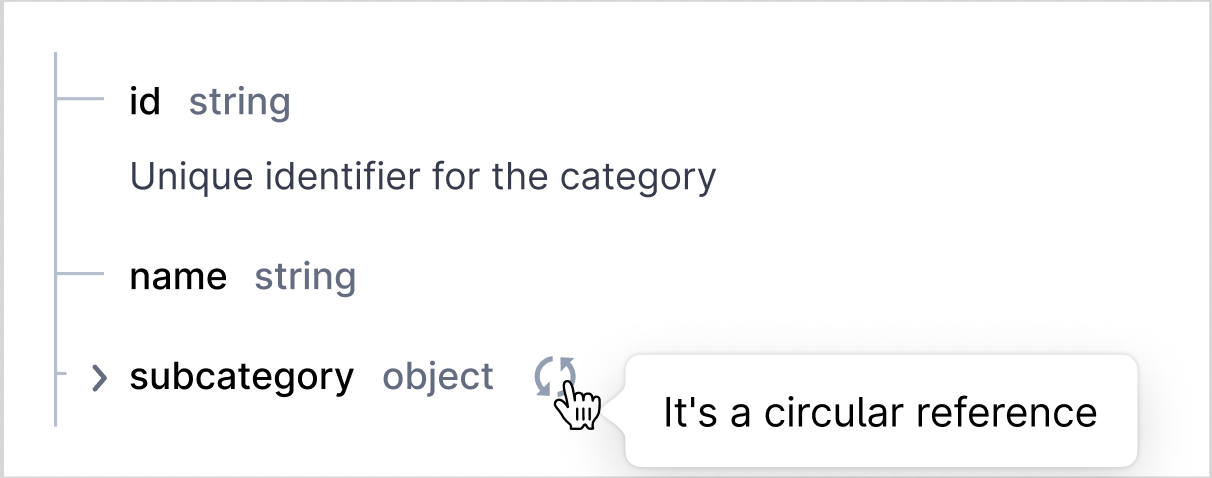 id string
Unique identifier for the category
name string
subcategory object
It's a circular reference